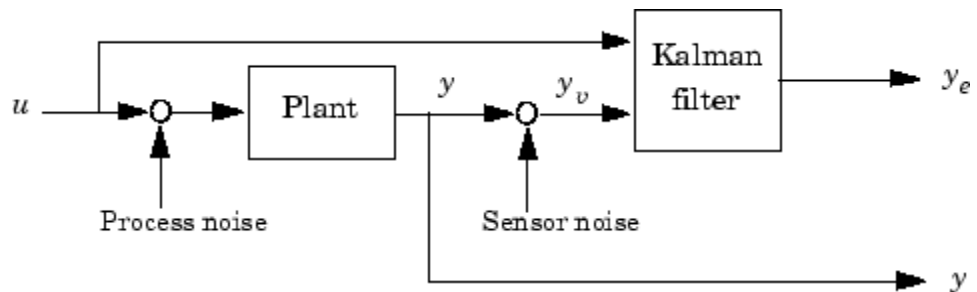 Kalman
filter
y_e
u
Plant
y
y_v
Process noise
Sensor noise
y